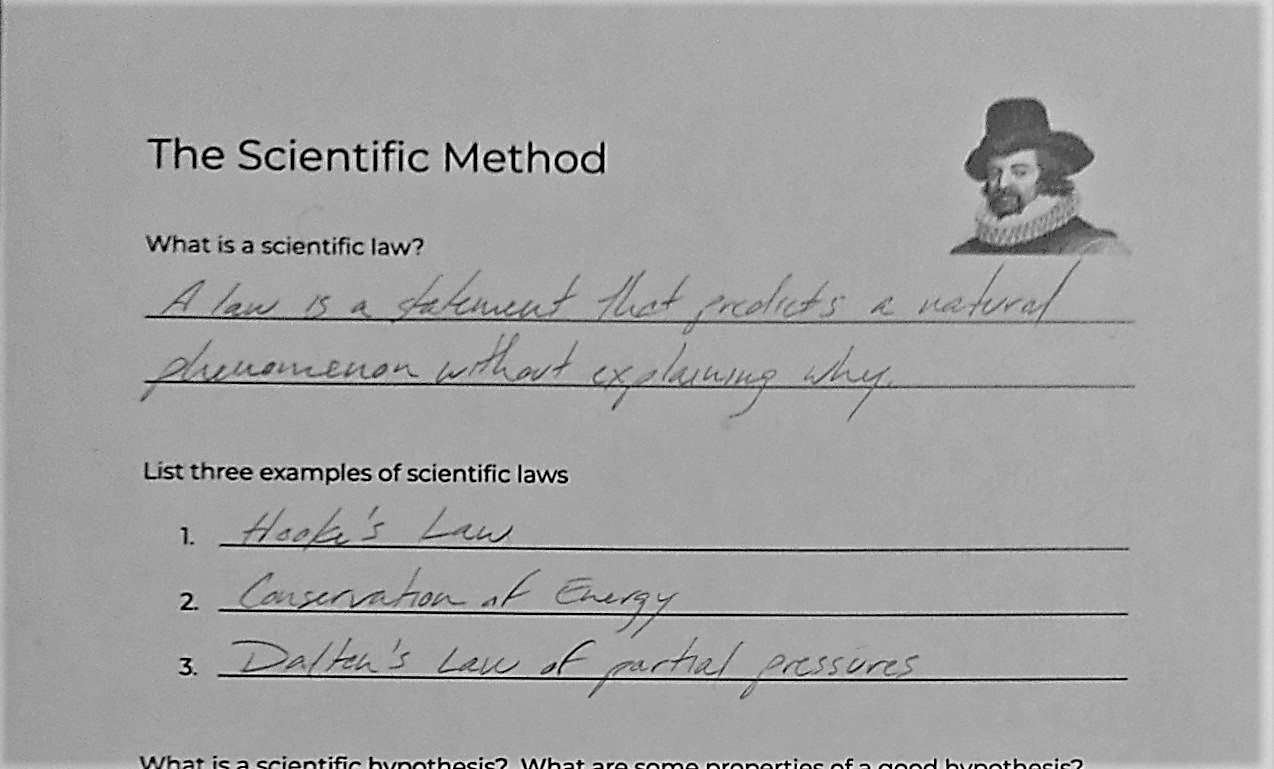 The Scientific Method
What is a scientific law?
A law is a statement that predicts a natural
phenomenon without explaining why.
List three examples of scientific laws
1. Hooke's Law
2. Conservation of Energy
3. Dalton's Law of partial pressures
What is a scientific hypothesis? What are some properties of a good hypothesis?